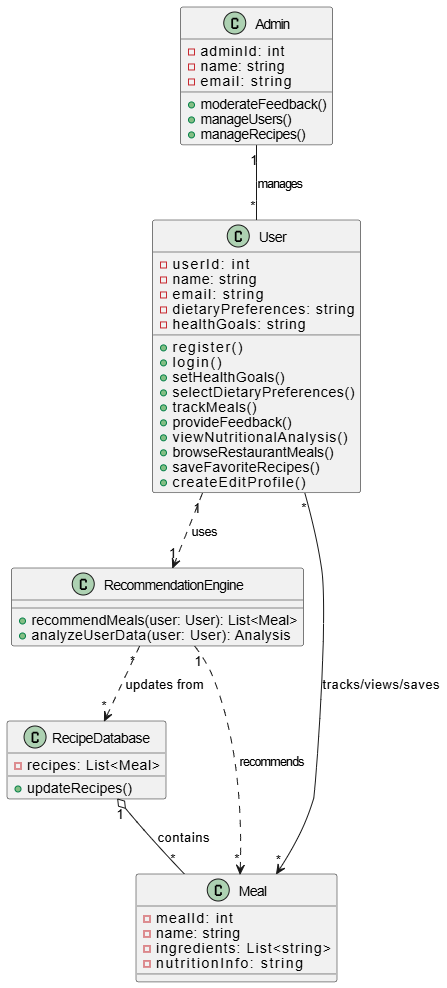 C Admin
adminId: int
name: string
email: string
moderateFeedback()
manageUsers()
manageRecipes()
1
manages
*
C User
userId: int
name: string
email: string
dietaryPreferences: string
healthGoals: string
register()
login()
setHealthGoals()
selectDietaryPreferences()
trackMeals()
provideFeedback()
viewNutritionalAnalysis()
browseRestaurantMeals()
saveFavoriteRecipes()
createEditProfile()
1 *
uses
1
C RecommendationEngine
recommendMeals(user: User): List<Meal>
analyzeUserData(user: User): Analysis
* 1
updates from
tracks/views/saves
*
C RecipeDatabase
recipes: List<Meal>
updateRecipes()
recommends
1
contains
* * *
C Meal
mealId: int
name: string
ingredients: List<string>
nutritionInfo: string